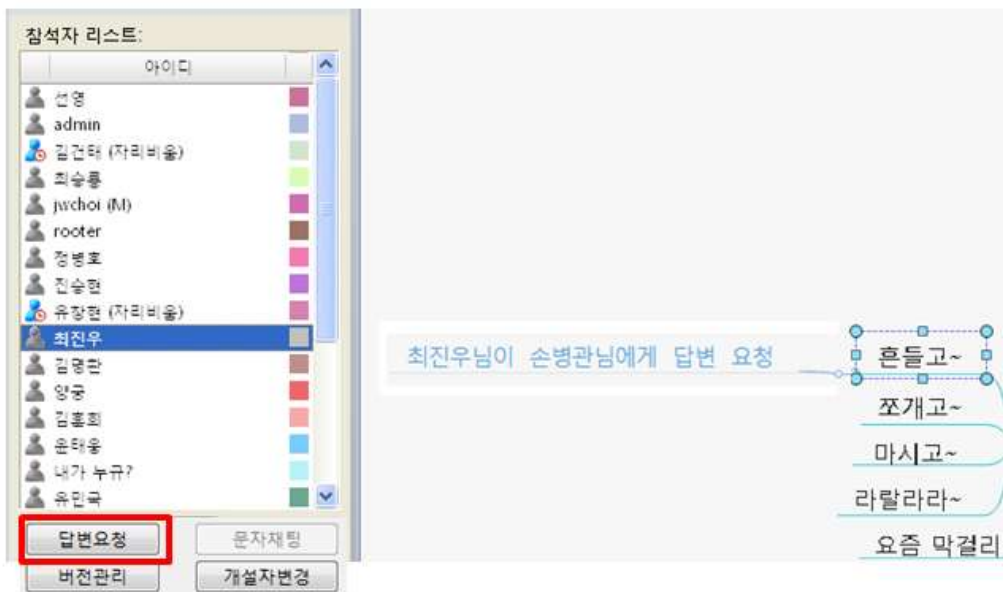 참석자 리스트:
아이디
선영
admin
김건태 (자리비움)
최승룡
jwchoi (M)
rooter
정병호
진승현
유창현 (자리비움)
최진우
김명환
양궁
김홍희
윤태웅
내가 누규?
유민국
답변요청
문자채팅
버전관리
개설자변경
최진우님이 손병관님에게 답변 요청
흔들고~
쪼개고~
마시고~
라랄라라~
요즘 막걸리